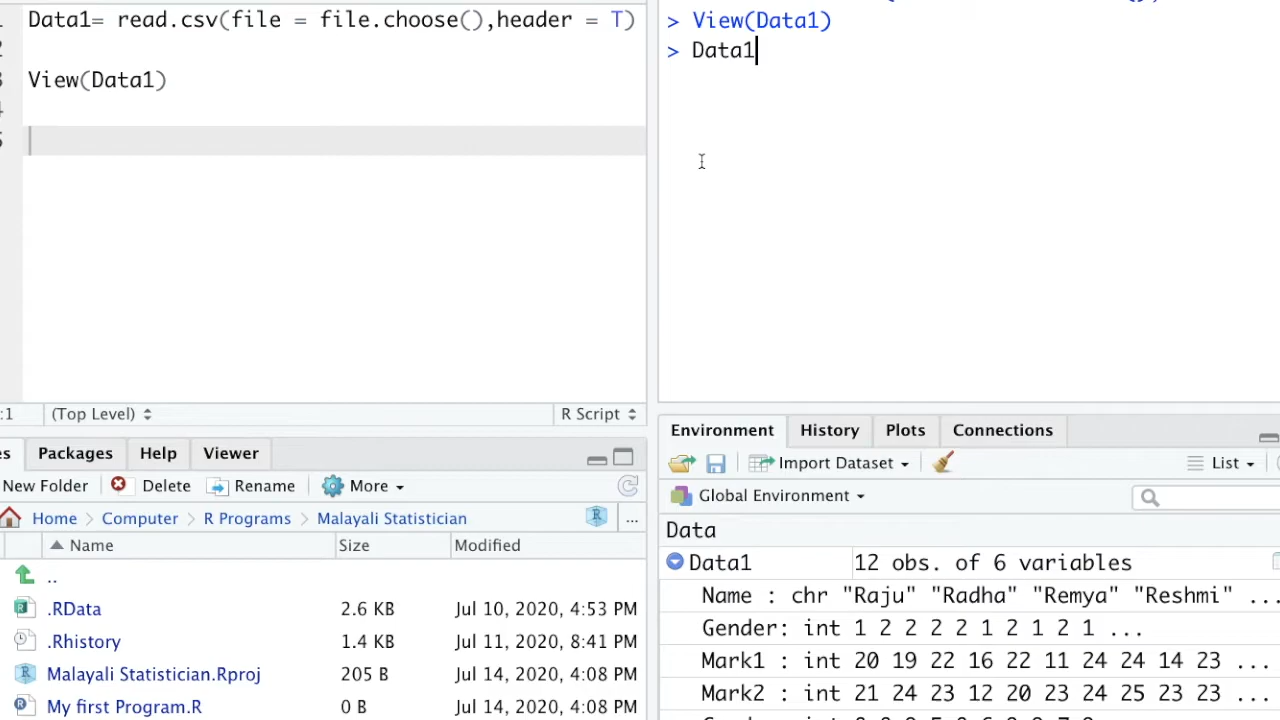 Data1= read.csv(file = file.choose(),header = T)
View(Data1)
:1 (Top Level) R Script
Packages Help Viewer
New Folder Delete Rename More
Home Computer R Programs Malayali Statistician ...
Name Size Modified
..
.RData 2.6 KB Jul 10, 2020, 4:53 PM
.Rhistory 1.4 KB Jul 11, 2020, 8:41 PM
Malayali Statistician.Rproj 205 B Jul 14, 2020, 4:08 PM
My first Program.R 0 B Jul 14, 2020, 4:08 PM
> View(Data1)
> Data1
Environment History Plots Connections
Import Dataset List
Global Environment
Data
Data1 12 obs. of 6 variables
Name : chr "Raju" "Radha" "Remya" "Reshmi" ...
Gender: int 1 2 2 2 2 1 2 1 2 1 ...
Mark1 : int 20 19 22 16 22 11 24 24 14 23 ...
Mark2 : int 21 24 23 12 20 23 24 25 23 23 ...